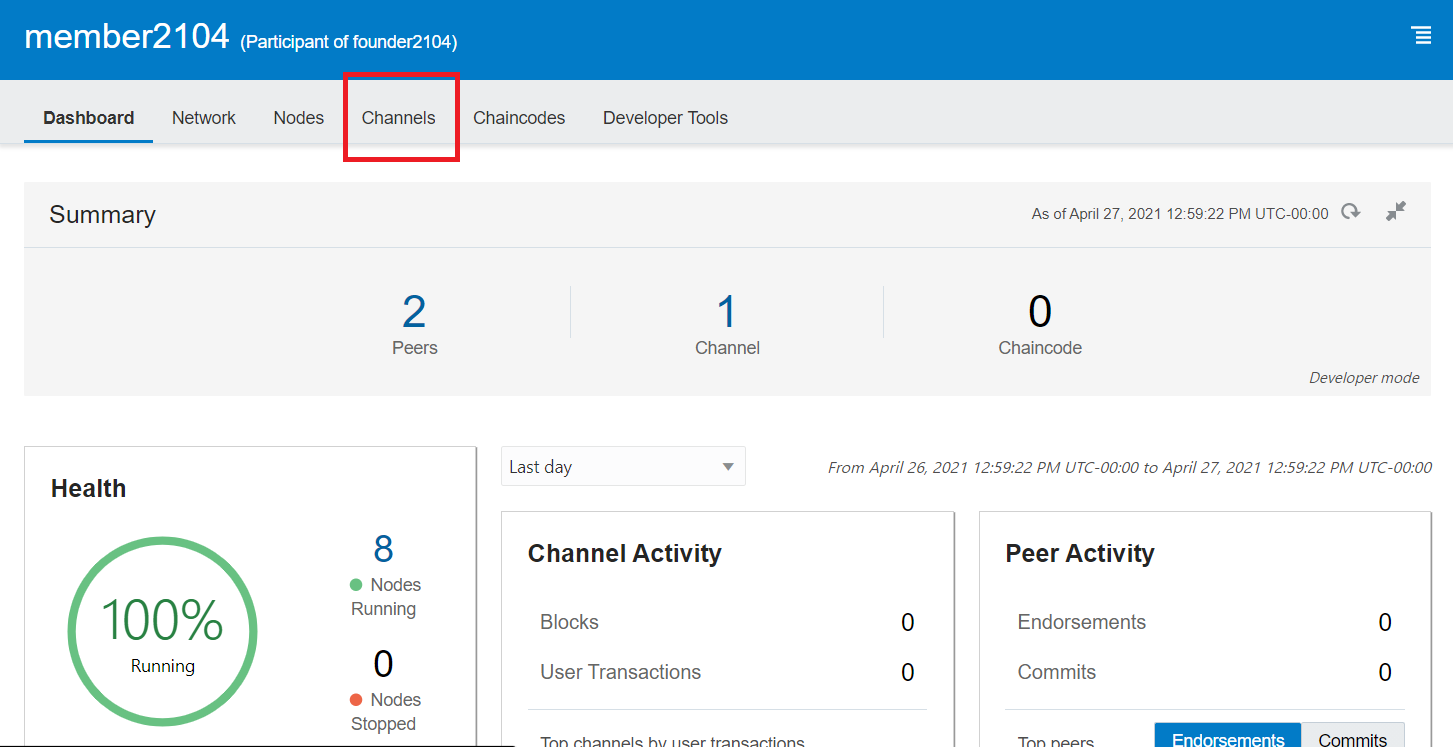 member2104 (Participant of founder2104)
Dashboard Network Nodes Channels Chaincodes Developer Tools
Summary
As of April 27, 2021 12:59:22 PM UTC-00:00
2
Peers
1
Channel
0
Chaincode
Developer mode
Health
100%
Running
8
Nodes
Running
0
Nodes
Stopped
Last day
From April 26, 2021 12:59:22 PM UTC-00:00 to April 27, 2021 12:59:22 PM UTC-00:00
Channel Activity
Blocks 0
User Transactions 0
Top channels by user transactions
Peer Activity
Endorsements 0
Commits 0
Top peers Endorsements Commits